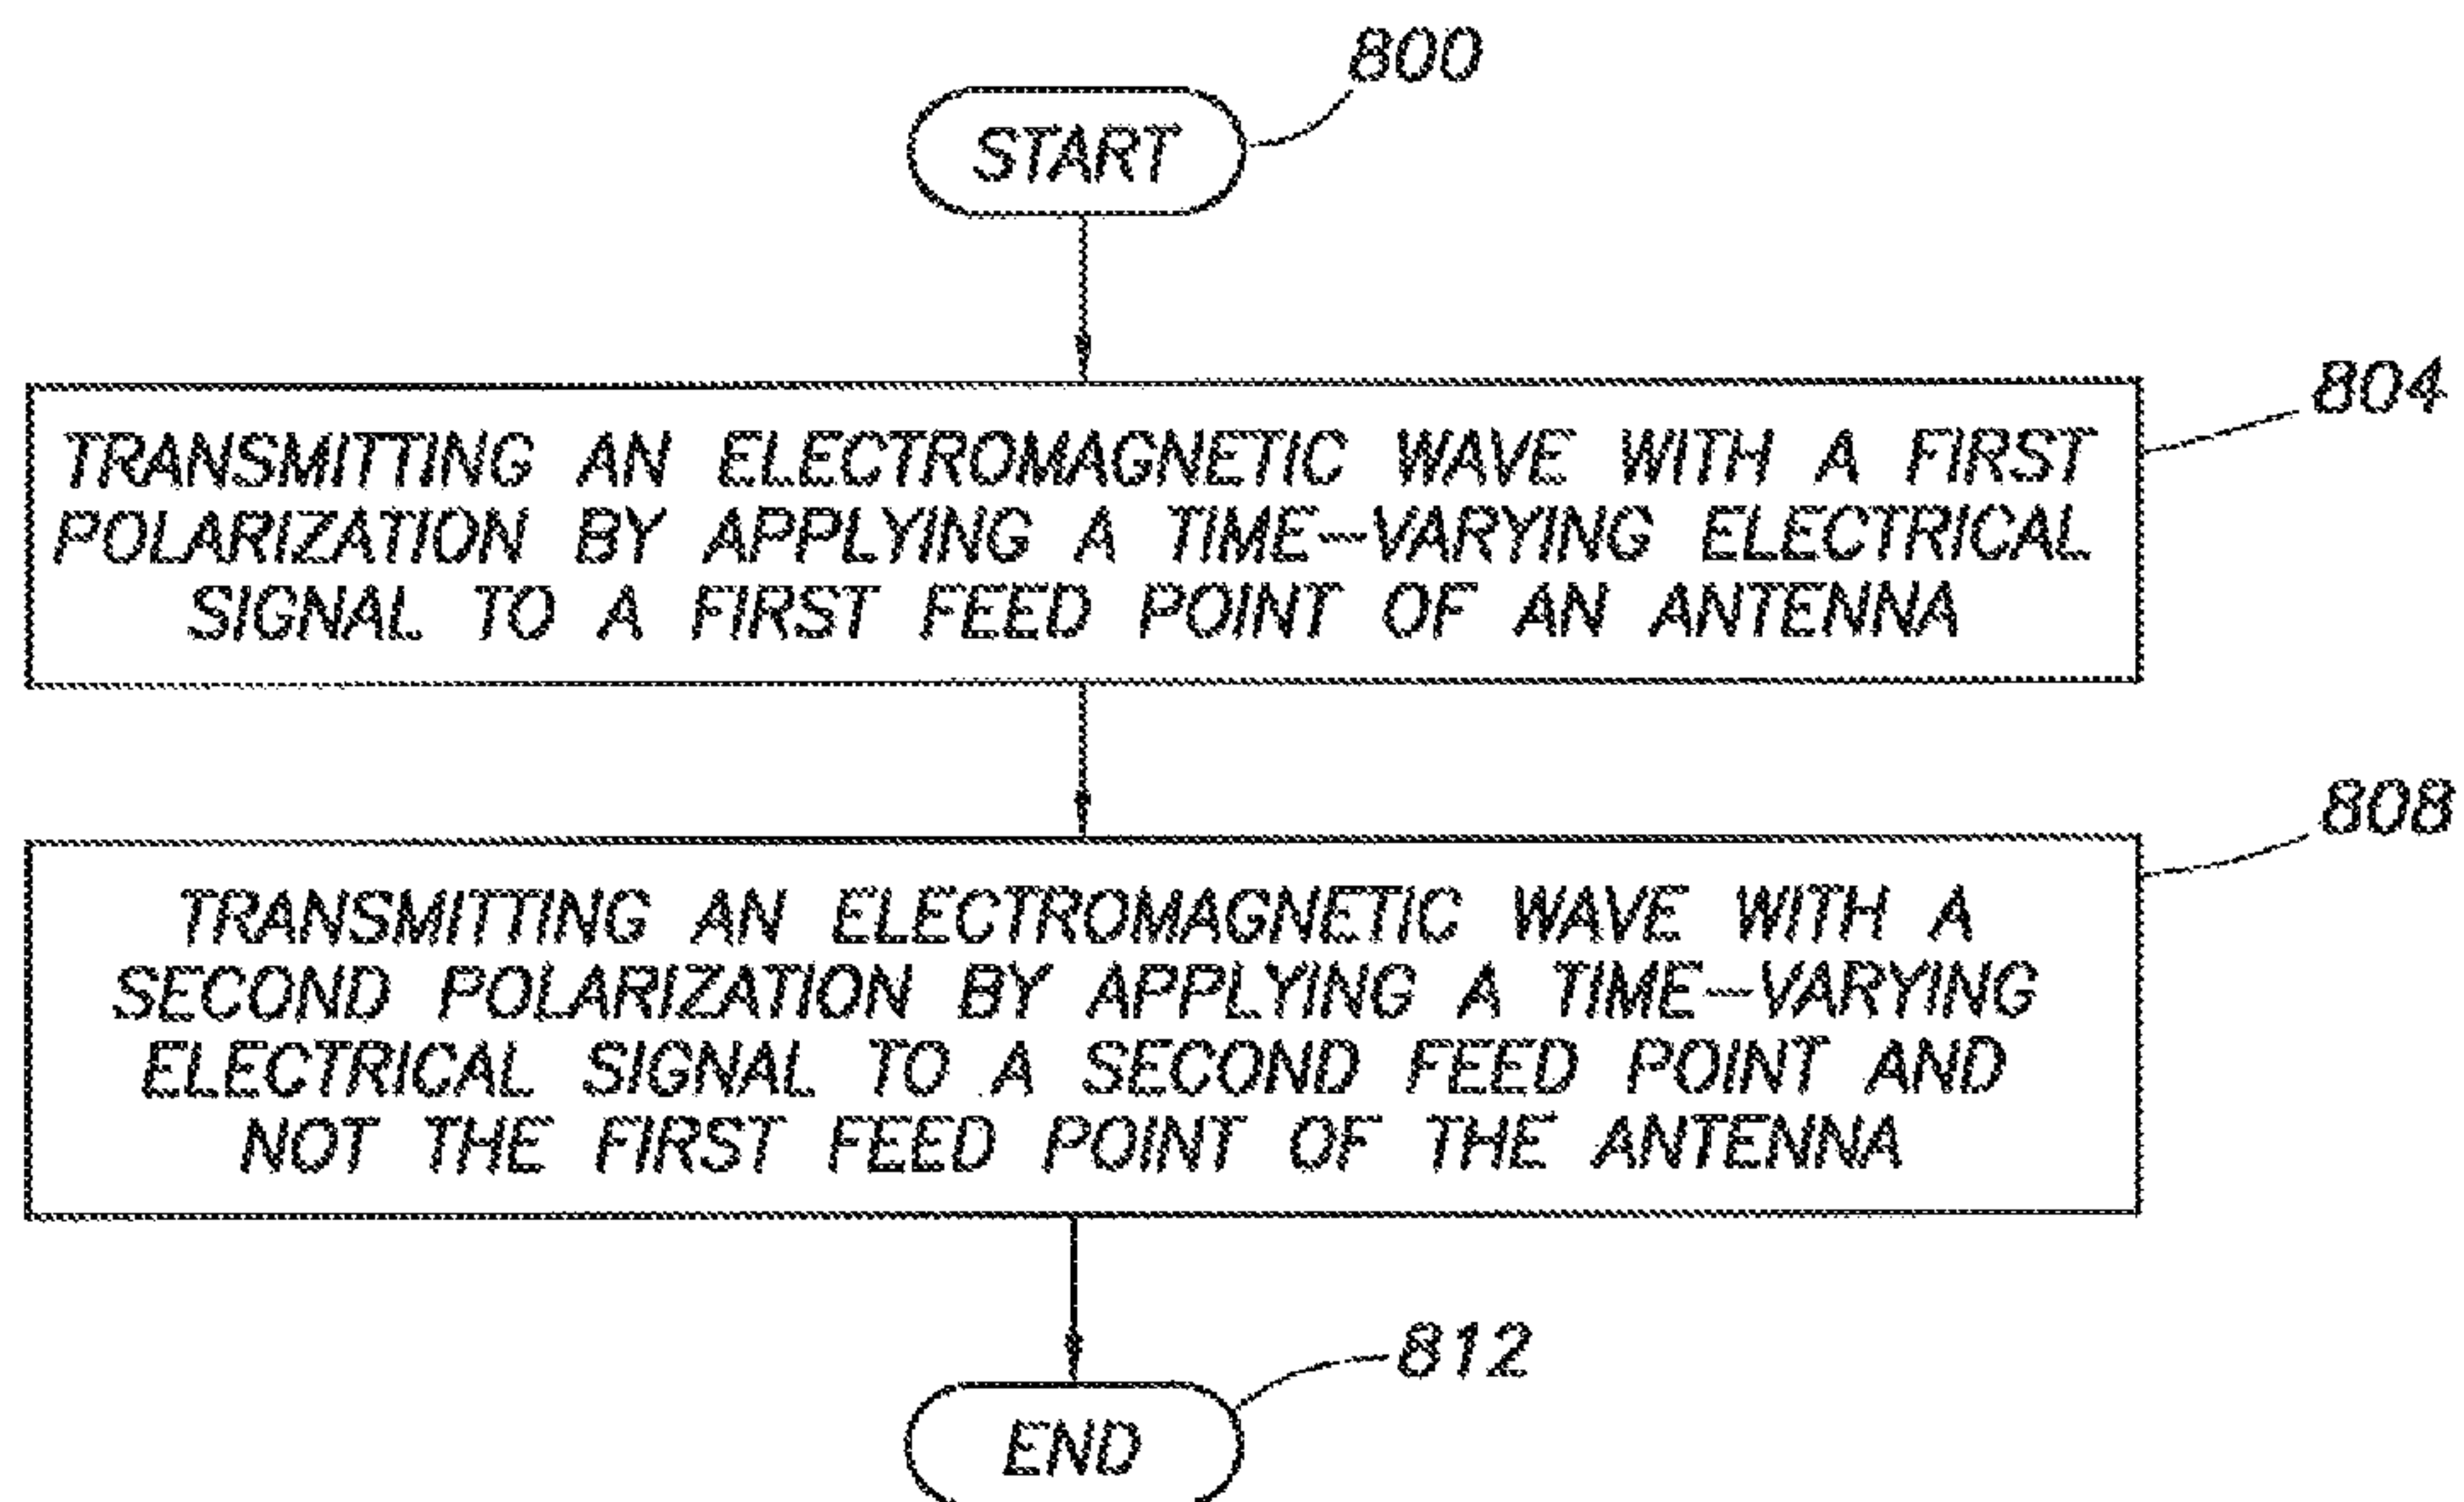 800
START
804
TRANSMITTING AN ELECTROMAGNETIC WAVE WITH A FIRST
POLARIZATION BY APPLYING A TIME-VARYING ELECTRICAL
SIGNAL TO A FIRST FEED POINT OF AN ANTENNA
808
TRANSMITTING AN ELECTROMAGNETIC WAVE WITH A
SECOND POLARIZATION BY APPLYING A TIME-VARYING
ELECTRICAL SIGNAL TO A SECOND FEED POINT AND
NOT THE FIRST FEED POINT OF THE ANTENNA
812
END